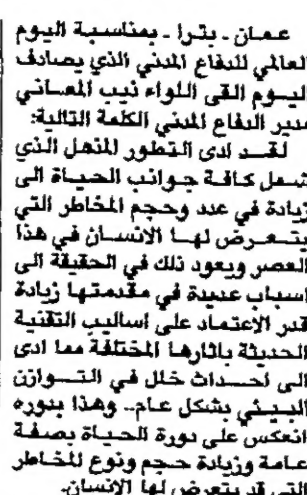 عمان ـ بترا ـ بمناسبة اليوم
العالمي للدفاع المدني الذي يصادف
اليوم القى اللواء ذيب المعاني
مدير الدفاع المدني الكلمة التالية:
لقد ادى التطور المذهل الذي
شمل كافة جوانب الحياة الى
زيادة في عدد وحجم المخاطر التي
يتعرض لها الانسان في هذا
العصر ويعود ذلك في الحقيقة الى
اسباب عديدة في مقدمتها زيادة
قدر الاعتماد على اساليب التقنية
الحديثة بآثارها المختلفة مما ادى
الى احداث خلل في التوازن
البيئي بشكل عام.. وهذا بدوره
انعكس على دورة الحياة بصفة
عامة وزيادة حجم ونوع المخاطر
التي قد يتعرض لها الانسان.